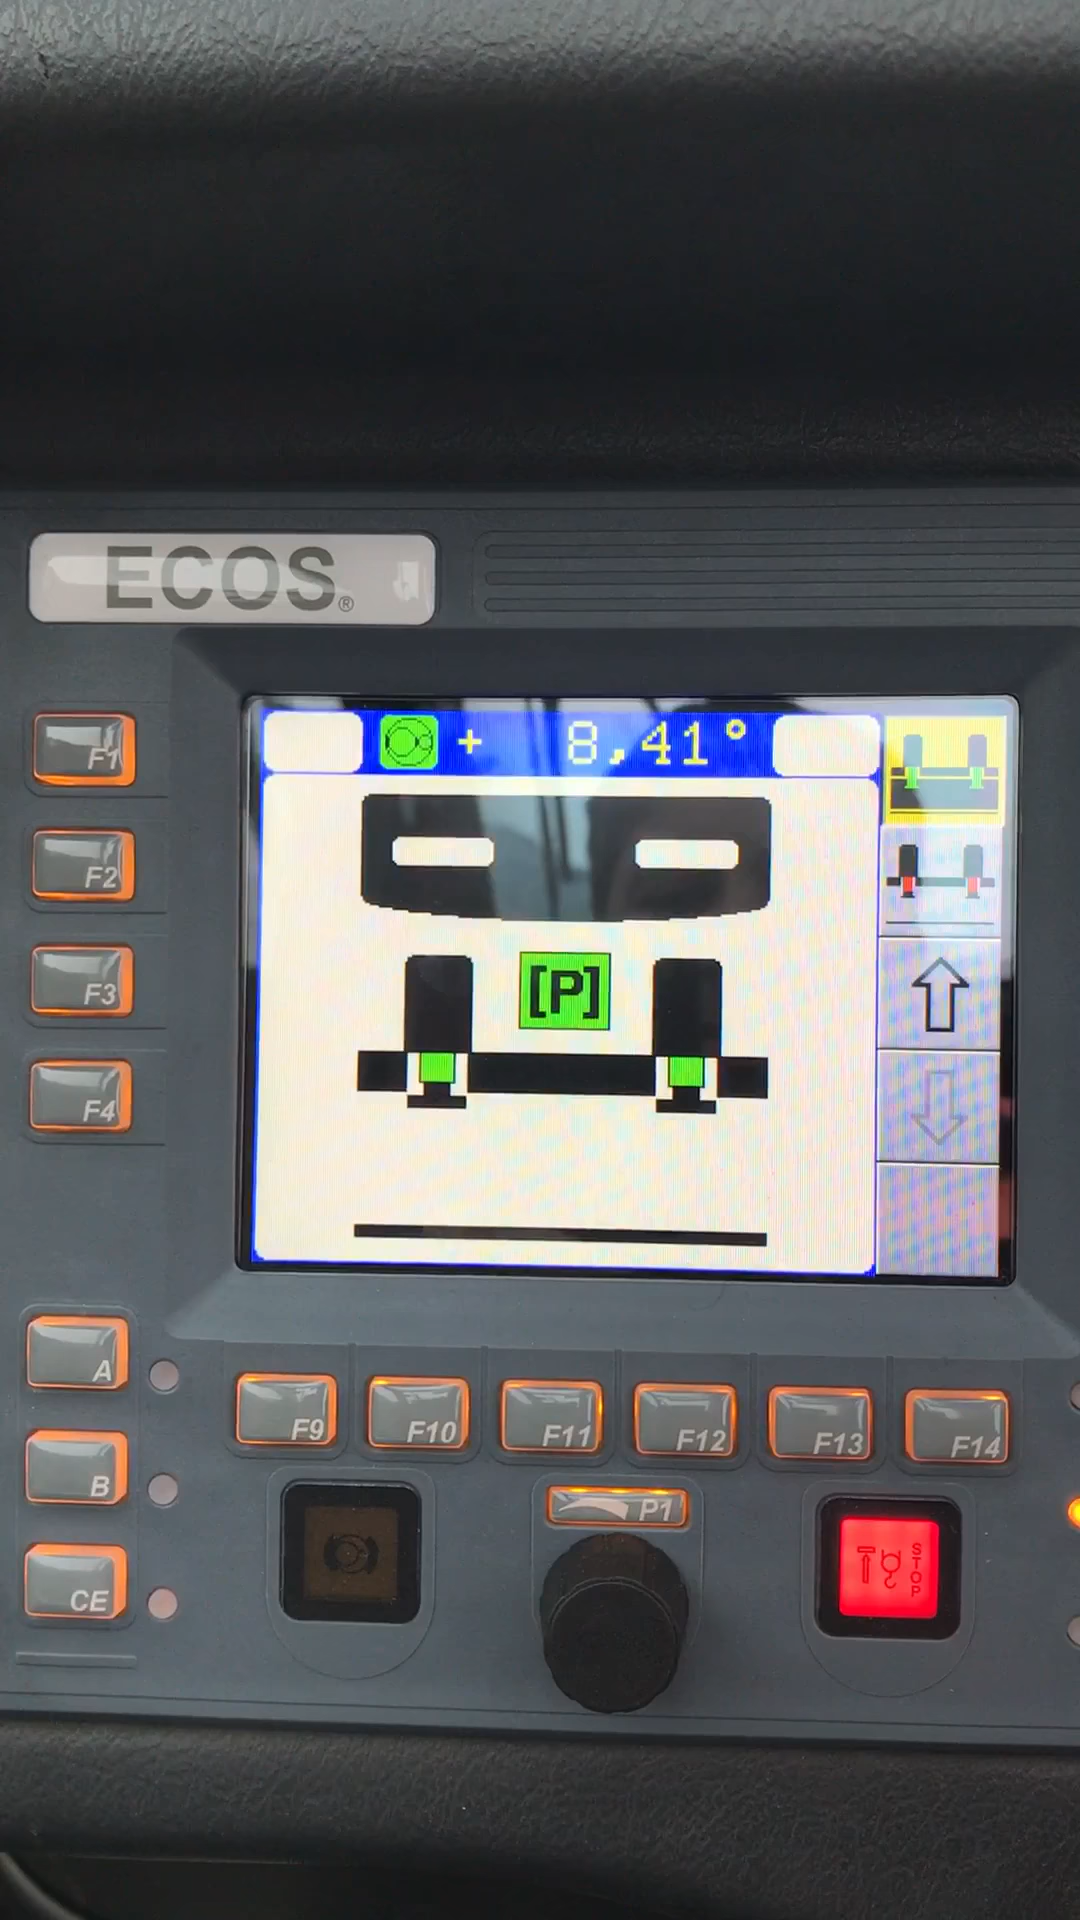 ECOS®
+ 8,41°
F1
F2
[P]
F3
F4
A
F9 F10 F11 F12 F13 F14
B
P1
STOP
CE